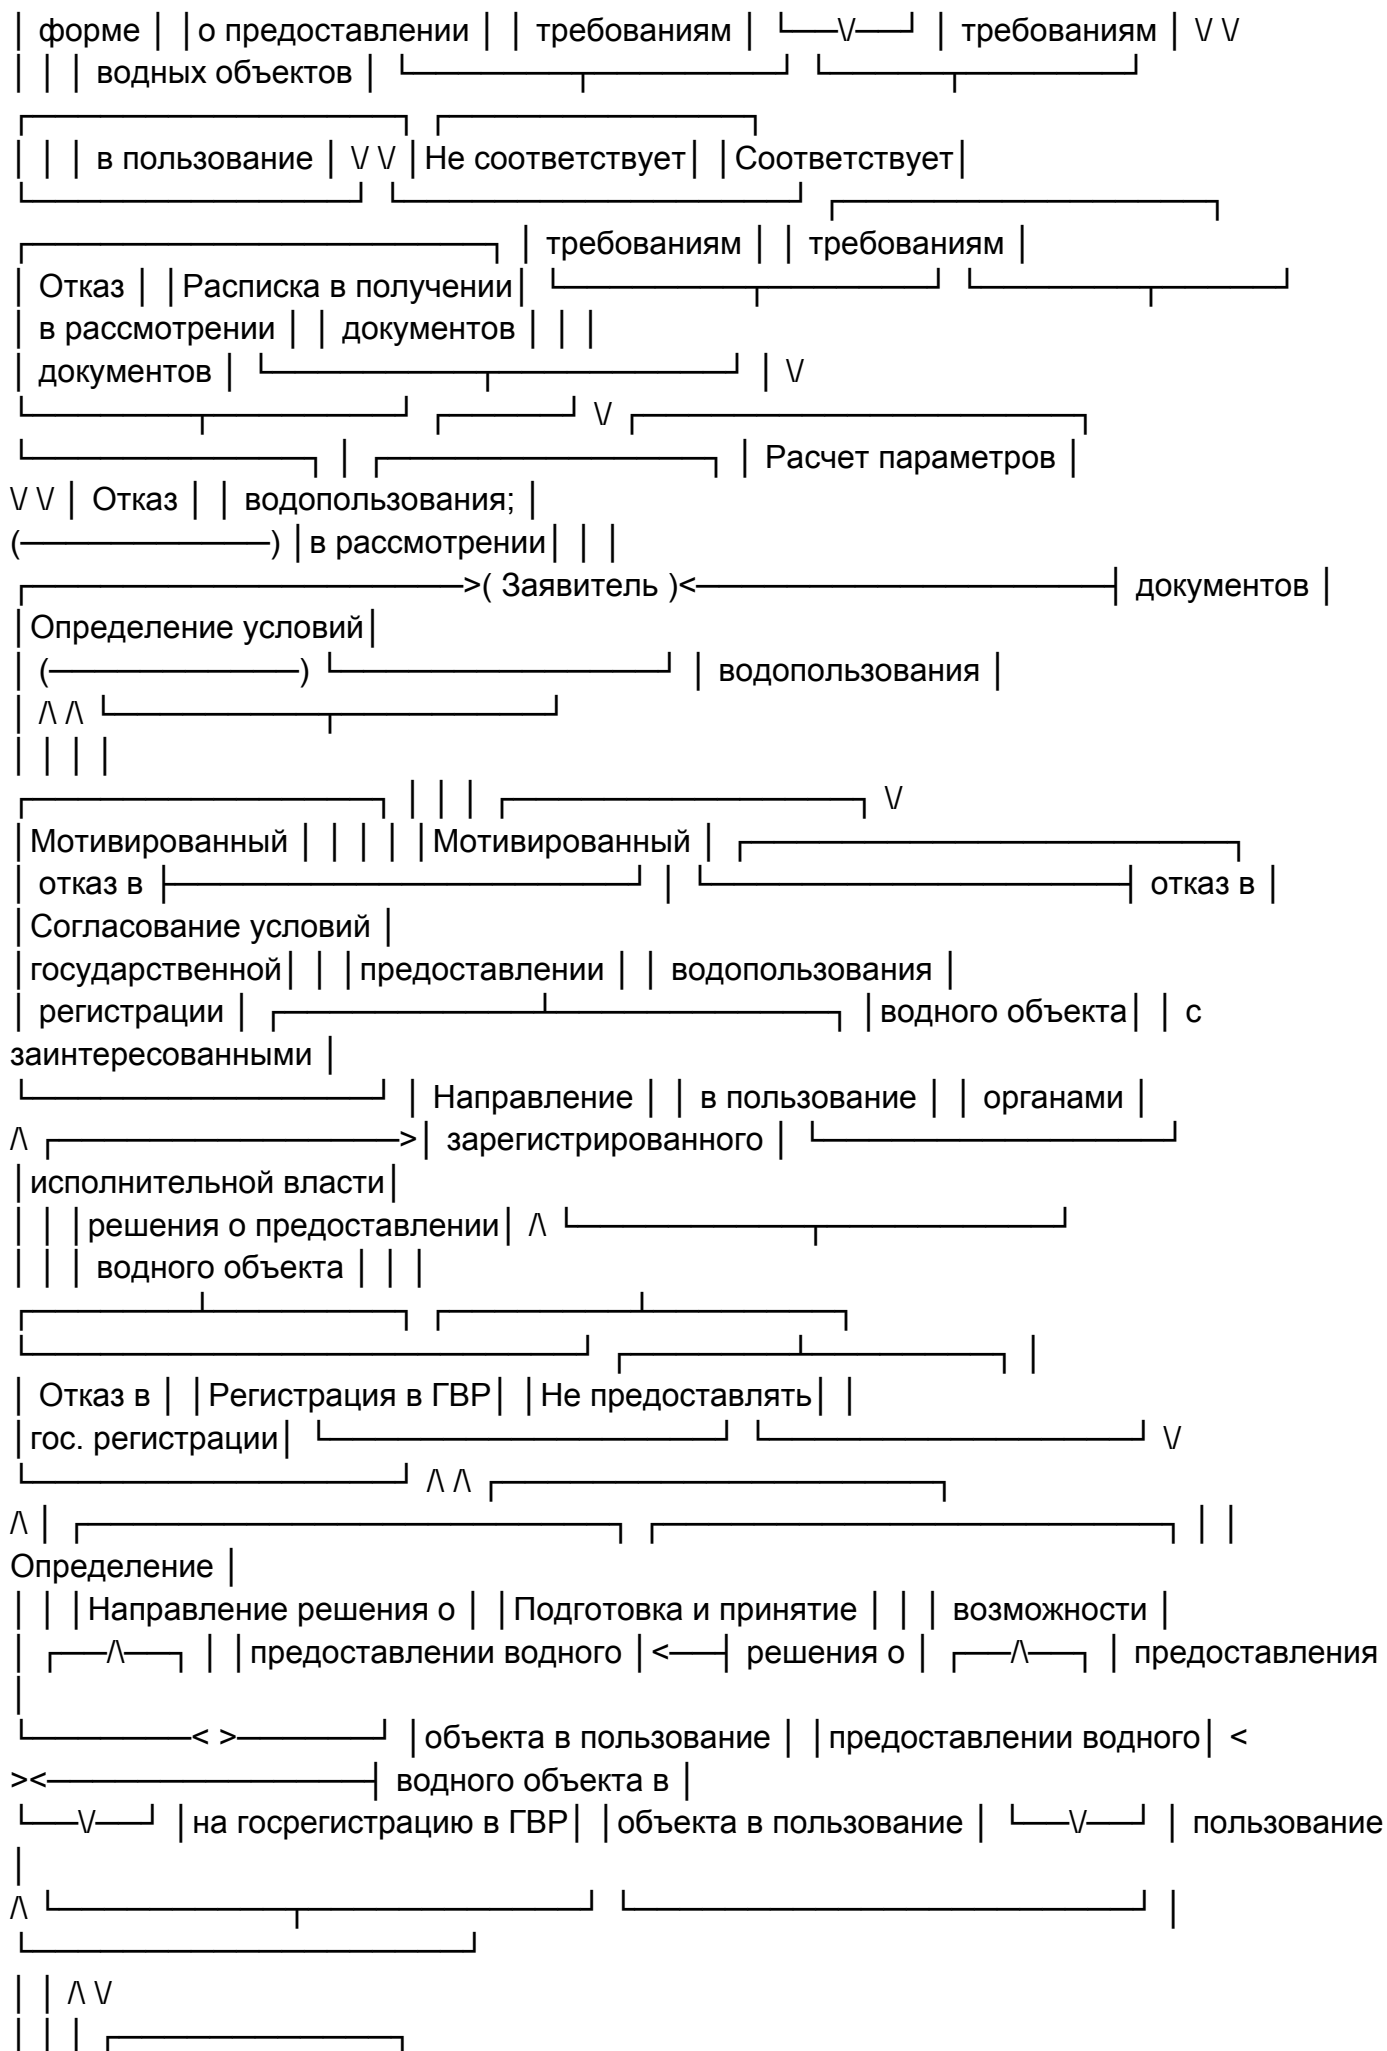 │ форме │ │о предоставлении │ │ требованиям │ └──\/──┘ │ требованиям │ \/ \/
│ │ │ водных объектов │ └────────┬────────┘ └──────┬───────┘
┌────────────────┐ ┌─────────────┐
│ │ │ в пользование │ \/ \/ │Не соответствует│ │Соответствует│
└───────────────┘ └──────────────────┘ ┌────────────────┐
┌────────────────────┐ │ требованиям │ │ требованиям │
│ Отказ │ │Расписка в получении│ └────────┬───────┘ └───────┬─────┘
│ в рассмотрении │ │ документов │ │ │
│ документов │ └─────────┬──────────┘ │ \/
└───────┬────────┘ ┌─────┘ \/ ┌───────────────────┐
└────────────┐ │ ┌──────────────┐ │ Расчет параметров │
\/ \/ │ Отказ │ │ водопользования; │
(───────────) │в рассмотрении│ │ │
┌───────────────────>( Заявитель )<──────────────────┤ документов │
│Определение условий│
│ (───────────) └──────────────┘ │ водопользования │
│ /\ /\ └─────────┬─────────┘
│ │ │ │
┌───────────────┐ │ │ │ ┌───────────────┐ \/
│Мотивированный │ │ │ │ │Мотивированный │ ┌─────────────────────┐
│ отказ в ├────────────────────┘ │ └──────────────────┤ отказ в │
│Согласование условий │
│государственной│ │ │предоставлении │ │ водопользования │
│ регистрации │ ┌───────────┴────────────┐ │водного объекта│ │ с
заинтересованными │
└───────────────┘ │ Направление │ │ в пользование │ │ органами │
/\ ┌───────────────>│ зарегистрированного │ └───────────────┘
│исполнительной власти│
│ │ │решения о предоставлении│ /\ └──────────┬──────────┘
│ │ │ водного объекта │ │ │
┌───────┴────────┐ ┌────────┴────────┐
└────────────────────────┘ ┌───────┴────────┐ │
│ Отказ в │ │Регистрация в ГВР│ │Не предоставлять│ │
│гос. регистрации│ └─────────────────┘ └────────────────┘ \/
└────────────────┘ /\ /\ ┌───────────────────┐
/\ │ ┌───────────────────────┐ ┌──────────────────────┐ │ │
Определение │
│ │ │Направление решения о │ │Подготовка и принятие │ │ │ возможности │
│ ┌──/\──┐ │ │предоставлении водного │<──┤ решения о │ ┌──/\──┐ │ предоставления
│
└───────< >──────┘ │объекта в пользование │ │предоставлении водного│ <
><──────────────┤ водного объекта в │
└──\/──┘ │на госрегистрацию в ГВР│ │объекта в пользование │ └──\/──┘ │ пользование
│
/\ └──────────┬────────────┘ └──────────────────────┘ │
└───────────────────┘
│ │ /\ \/
│ │ │ ┌────────────┐